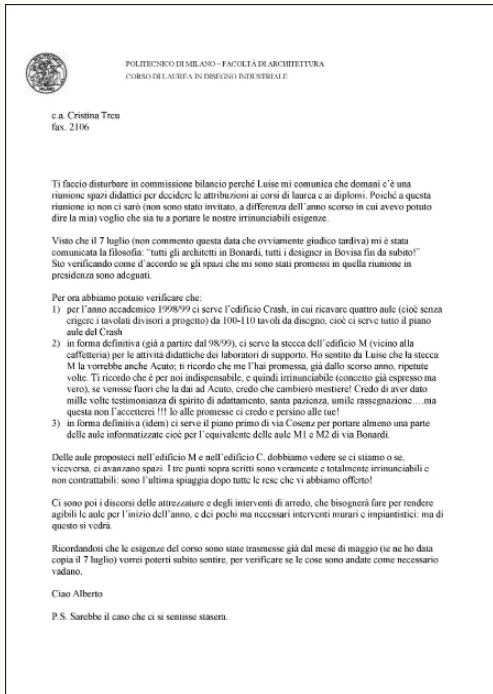 POLITECNICO DI MILANO – FACOLTÀ DI ARCHITETTURA
CORSO DI LAUREA IN DISEGNO INDUSTRIALE
c.a. Cristina Treu
fax. 2106
Ti faccio disturbare in commissione bilancio perché Luise mi comunica che domani c'è una
riunione spazi didattici per decidere le attribuzioni ai corsi di laurea e ai diplomi. Poiché a questa
riunione io non ci sarò (non sono stato invitato, a differenza dell'anno scorso in cui avevo potuto
dire la mia) voglio che sia tu a portare le nostre irrinunciabili esigenze.
Visto che il 7 luglio (non commento questa data che ovviamente giudico tardiva) mi è stata
comunicata la filosofia: "tutti gli architetti in Bonardi, tutti i designer in Bovisa fin da subito!"
Sto verificando come d'accordo se gli spazi che mi sono stati promessi in quella riunione in
presidenza sono adeguati.
Per ora abbiamo potuto verificare che:
1) per l'anno accademico 1998/99 ci serve l'edificio Crash, in cui ricavare quattro aule (cioè senza
erigere i tavolati divisori a progetto) da 100-110 tavoli da disegno, cioè ci serve tutto il piano
aule del Crash
2) in forma definitiva (già a partire dal 98/99), ci serve la stecca dell'edificio M (vicino alla
caffetteria) per le attività didattiche dei laboratori di supporto. Ho sentito da Luise che la stecca
M la vorrebbe anche Acuto; ti ricordo che me l'hai promessa, già dallo scorso anno, ripetute
volte. Ti ricordo che è per noi indispensabile, e quindi irrinunciabile (concetto già espresso ma
vero), se venisse fuori che la dai ad Acuto, credo che cambierò mestiere! Credo di aver dato
mille volte testimonianza di spirito di adattamento, santa pazienza, umile rassegnazione….ma
questa non l'accetterei !!! Io alle promesse ci credo e persino alle tue!
3) in forma definitiva (idem) ci serve il piano primo di via Cosenz per portare almeno una parte
delle aule informatizzate cioè per l'equivalente delle aule M1 e M2 di via Bonardi.
Delle aule proposteci nell'edificio M e nell'edificio C, dobbiamo vedere se ci stiamo o se,
viceversa, ci avanzano spazi. I tre punti sopra scritti sono veramente e totalmente irrinunciabili e
non contrattabili: sono l'ultima spiaggia dopo tutte le rese che vi abbiamo offerto!
Ci sono poi i discorsi delle attrezzature e degli interventi di arredo, che bisognerà fare per rendere
agibili le aule per l'inizio dell'anno, e dei pochi ma necessari interventi murari e impiantistici: ma di
questo si vedrà.
Ricordandoti che le esigenze del corso sono state trasmesse già dal mese di maggio (te ne ho data
copia il 7 luglio) vorrei poterti subito sentire, per verificare se le cose sono andate come necessario
vadano.
Ciao Alberto
P.S. Sarebbe il caso che ci si sentisse stasera.